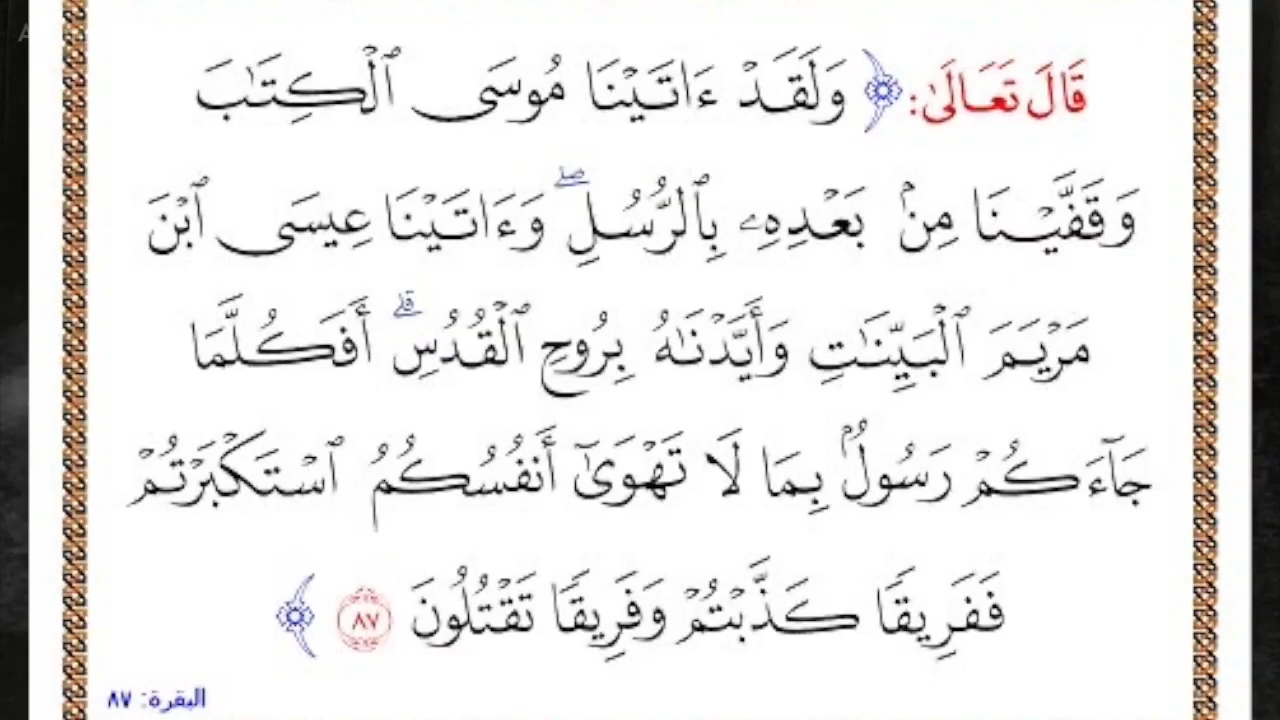 قَالَ تَعَالَىٰ: ﴿ وَلَقَدْ ءَاتَيْنَا مُوسَى ٱلْكِتَٰبَ
وَقَفَّيْنَا مِنۢ بَعْدِهِۦ بِٱلرُّسُلِ ۖ وَءَاتَيْنَا عِيسَى ٱبْنَ
مَرْيَمَ ٱلْبَيِّنَٰتِ وَأَيَّدْنَٰهُ بِرُوحِ ٱلْقُدُسِ ۗ أَفَكُلَّمَا
جَآءَكُمْ رَسُولٌۢ بِمَا لَا تَهْوَىٰٓ أَنفُسُكُمُ ٱسْتَكْبَرْتُمْ
فَفَرِيقًا كَذَّبْتُمْ وَفَرِيقًا تَقْتُلُونَ ٨٧ ﴾
البقرة: ٨٧